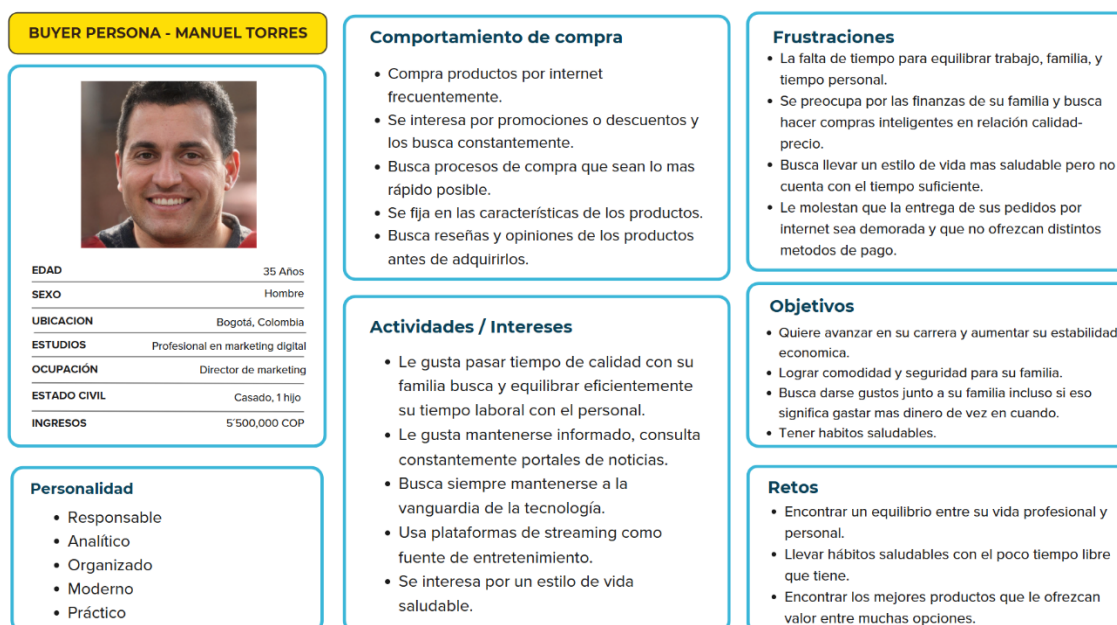 BUYER PERSONA - MANUEL TORRES
EDAD 35 Años
SEXO Hombre
UBICACION Bogotá, Colombia
ESTUDIOS Profesional en marketing digital
OCUPACIÓN Director de marketing
ESTADO CIVIL Casado, 1 hijo
INGRESOS 5´500,000 COP
Personalidad
• Responsable
• Analítico
• Organizado
• Moderno
• Práctico
Comportamiento de compra
• Compra productos por internet
frecuentemente.
• Se interesa por promociones o descuentos y
los busca constantemente.
• Busca procesos de compra que sean lo mas
rápido posible.
• Se fija en las características de los productos.
• Busca reseñas y opiniones de los productos
antes de adquirirlos.
Actividades / Intereses
• Le gusta pasar tiempo de calidad con su
familia busca y equilibrar eficientemente
su tiempo laboral con el personal.
• Le gusta mantenerse informado, consulta
constantemente portales de noticias.
• Busca siempre mantenerse a la
vanguardia de la tecnología.
• Usa plataformas de streaming como
fuente de entretenimiento.
• Se interesa por un estilo de vida
saludable.
Frustraciones
• La falta de tiempo para equilibrar trabajo, familia, y
tiempo personal.
• Se preocupa por las finanzas de su familia y busca
hacer compras inteligentes en relación calidad-
precio.
• Busca llevar un estilo de vida mas saludable pero no
cuenta con el tiempo suficiente.
• Le molestan que la entrega de sus pedidos por
internet sea demorada y que no ofrezcan distintos
metodos de pago.
Objetivos
• Quiere avanzar en su carrera y aumentar su estabilidad
economica.
• Lograr comodidad y seguridad para su familia.
• Busca darse gustos junto a su familia incluso si eso
significa gastar mas dinero de vez en cuando.
• Tener habitos saludables.
Retos
• Encontrar un equilibrio entre su vida profesional y
personal.
• Llevar hábitos saludables con el poco tiempo libre
que tiene.
• Encontrar los mejores productos que le ofrezcan
valor entre muchas opciones.